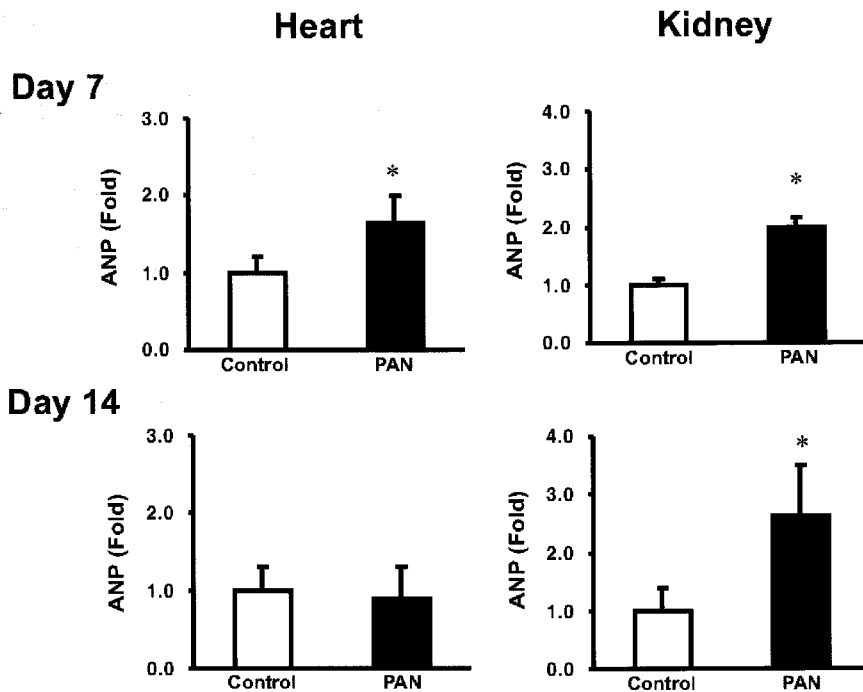 Heart Kidney
Day 7
3.0
2.0
1.0
0.0
ANP (Fold)
*
Control PAN
4.0
3.0
2.0
1.0
0.0
ANP (Fold)
*
Control PAN
Day 14
3.0
2.0
1.0
0.0
ANP (Fold)
Control PAN
4.0
3.0
2.0
1.0
0.0
ANP (Fold)
*
Control PAN